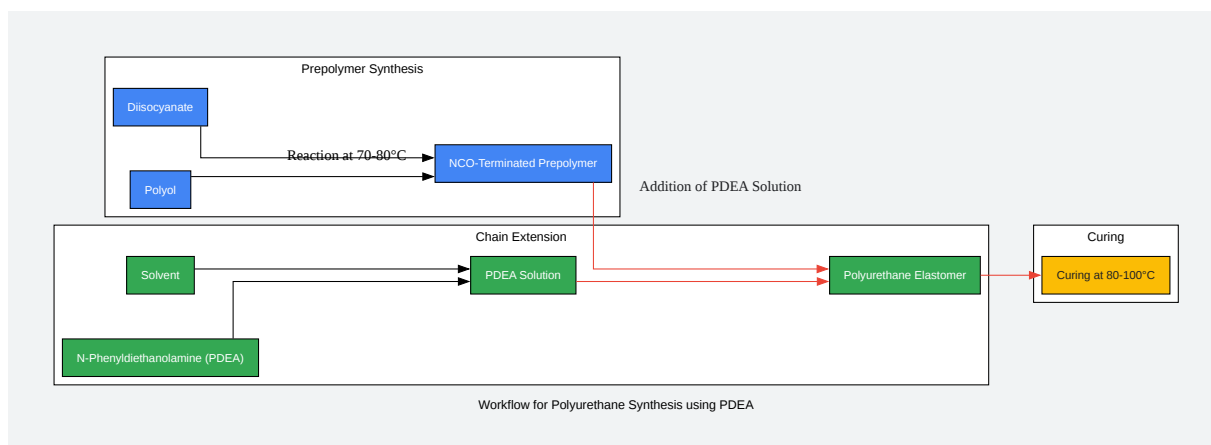 Prepolymer Synthesis
Diisocyanate
Reaction at 70-80°C
NCO-Terminated Prepolymer
Polyol
Addition of PDEA Solution
Chain Extension
Solvent
PDEA Solution
Polyurethane Elastomer
N-Phenyldiethanolamine (PDEA)
Curing
Curing at 80-100°C
Workflow for Polyurethane Synthesis using PDEA